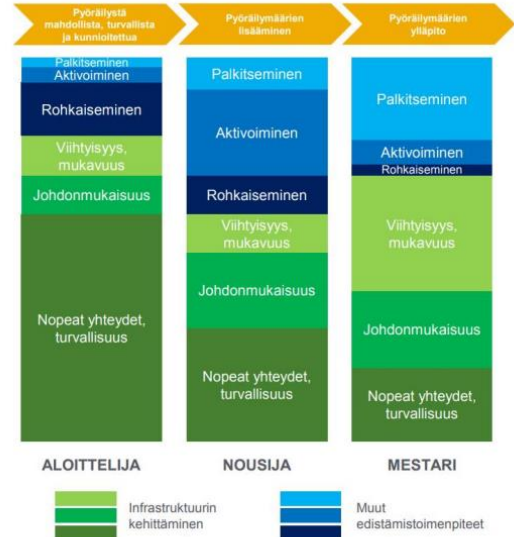 Pyöräilystä
mahdollista, turvallista
ja kunnioitettua
Pyöräilymäärien
lisääminen
Pyöräilymäärien
ylläpito
Palkitseminen
Aktivoiminen
Rohkaiseminen
Viihtyisyys,
mukavuus
Johdonmukaisuus
Nopeat yhteydet,
turvallisuus
Palkitseminen
Aktivoiminen
Rohkaiseminen
Viihtyisyys,
mukavuus
Johdonmukaisuus
Nopeat yhteydet,
turvallisuus
Palkitseminen
Aktivoiminen
Rohkaiseminen
Viihtyisyys,
mukavuus
Johdonmukaisuus
Nopeat yhteydet,
turvallisuus
ALOITTELIJA
NOUSIJA
MESTARI
Infrastruktuurin
kehittäminen
Muut
edistämistoimenpiteet